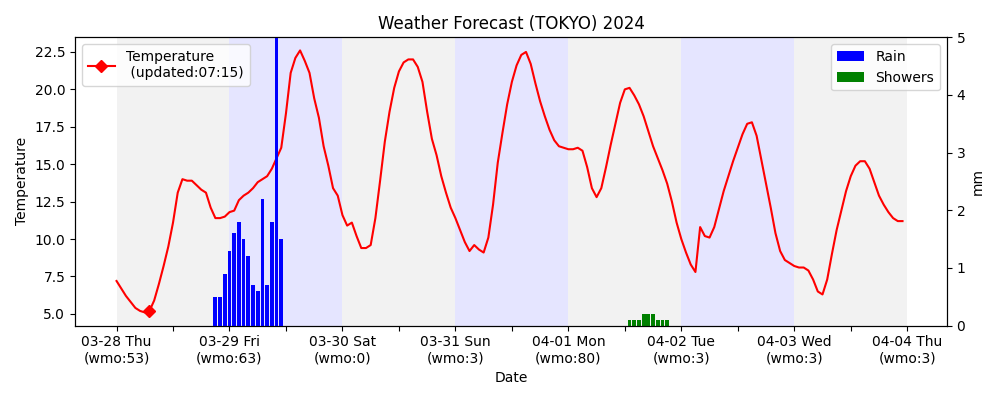 Weather Forecast (TOKYO) 2024
Temperature
(updated:07:15)
Rain
Showers
22.5
20.0
17.5
15.0
12.5
10.0
7.5
5.0
Temperature
5
4
3
2
1
0
mm
03-28 Thu
(wmo:53)
03-29 Fri
(wmo:63)
03-30 Sat
(wmo:0)
03-31 Sun
(wmo:3)
04-01 Mon
(wmo:80)
04-02 Tue
(wmo:3)
04-03 Wed
(wmo:3)
04-04 Thu
(wmo:3)
Date